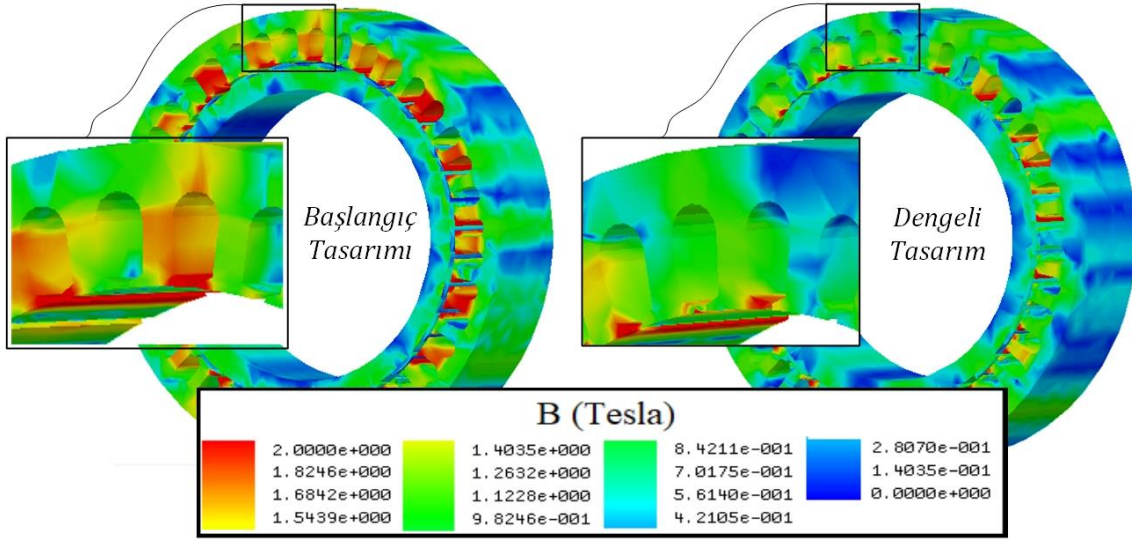 Başlangıç
Tasarımı
Dengeli
Tasarım
B (Tesla)
2.0000e+000
1.8246e+000
1.6842e+000
1.5439e+000
1.4035e+000
1.2632e+000
1.1228e+000
9.8246e-001
8.4211e-001
7.0175e-001
5.6140e-001
4.2105e-001
2.8070e-001
1.4035e-001
0.0000e+000